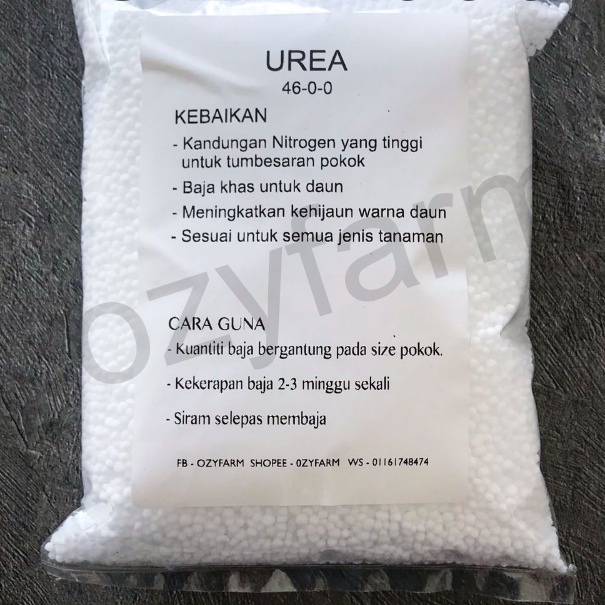 UREA
46-0-0
KEBAIKAN
- Kandungan Nitrogen yang tinggi
untuk tumbesaran pokok
- Baja khas untuk daun
- Meningkatkan kehijaun warna daun
- Sesuai untuk semua jenis tanaman
ozyfarm
CARA GUNA
- Kuantiti baja bergantung pada size pokok.
- Kekerapan baja 2-3 minggu sekali
- Siram selepas membaja
FB - OZYFARM SHOPEE - 0ZYFARM WS - 01161748474